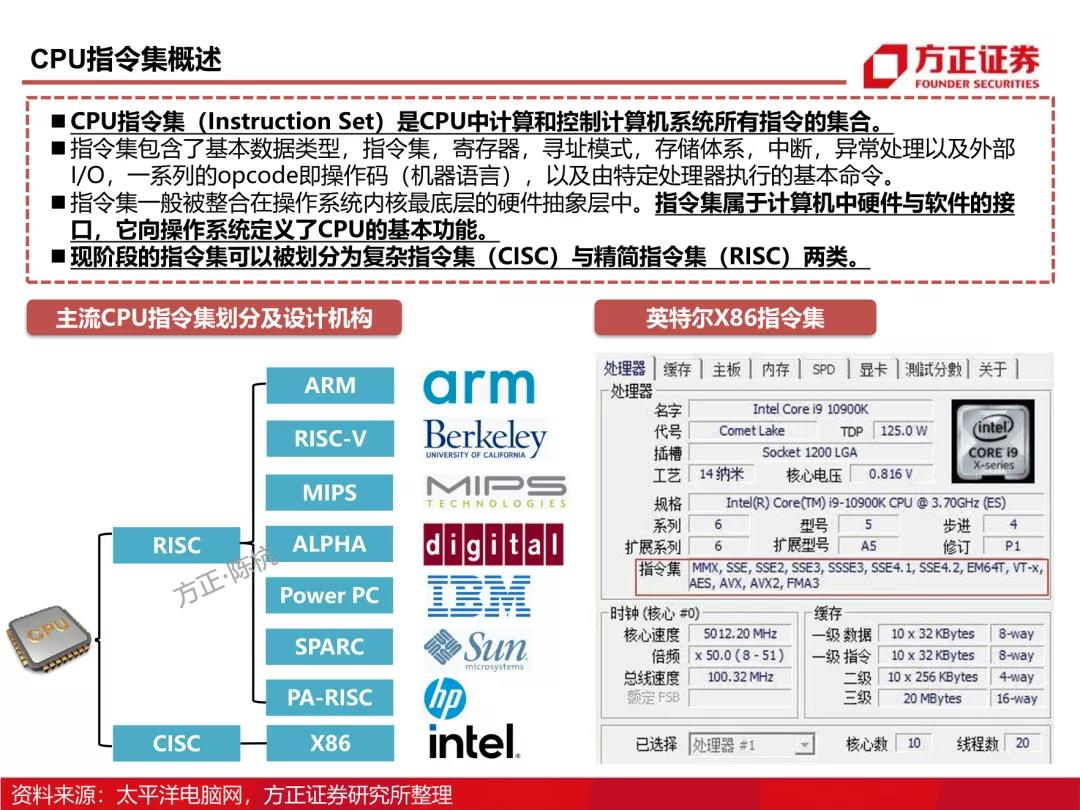 CPU指令集概述
方正证券
FOUNDER SECURITIES
■CPU指令集（Instruction Set）是CPU中计算和控制计算机系统所有指令的集合。
■指令集包含了基本数据类型，指令集，寄存器，寻址模式，存储体系，中断，异常处理以及外部
I/O，一系列的opcode即操作码（机器语言），以及由特定处理器执行的基本命令。
■指令集一般被整合在操作系统内核最底层的硬件抽象层中。指令集属于计算机中硬件与软件的接
口，它向操作系统定义了CPU的基本功能。
■现阶段的指令集可以被划分为复杂指令集（CISC）与精简指令集（RISC）两类。
主流CPU指令集划分及设计机构
CPU
RISC
CISC
ARM
arm
RISC-V
Berkeley
UNIVERSITY OF CALIFORNIA
MIPS
MIPS
TECHNOLOGIES
ALPHA
digital
Power PC
IBM
SPARC
Sun
microsystems
PA-RISC
hp
X86
intel.
方正·陈杭
英特尔X86指令集
处理器 缓存 主板 内存 SPD 显卡 測試分數 关于
处理器
名字 Intel Core i9 10900K
代号 Comet Lake TDP 125.0 W
插槽 Socket 1200 LGA
工艺 14 纳米 核心电压 0.816 V
intel
CORE i9
X-series
规格 Intel(R) Core(TM) i9-10900K CPU @ 3.70GHz (ES)
系列 6 型号 5 步进 4
扩展系列 6 扩展型号 A5 修订 P1
指令集 MMX, SSE, SSE2, SSE3, SSSE3, SSE4.1, SSE4.2, EM64T, VT-x,
AES, AVX, AVX2, FMA3
时钟 (核心 #0)
核心速度 5012.20 MHz
倍频 x 50.0 ( 8 - 51 )
总线速度 100.32 MHz
额定 FSB
缓存
一级 数据 10 x 32 KBytes 8-way
一级 指令 10 x 32 KBytes 8-way
二级 10 x 256 KBytes 4-way
三级 20 MBytes 16-way
已选择 处理器 #1 核心数 10 线程数 20
资料来源：太平洋电脑网，方正证券研究所整理